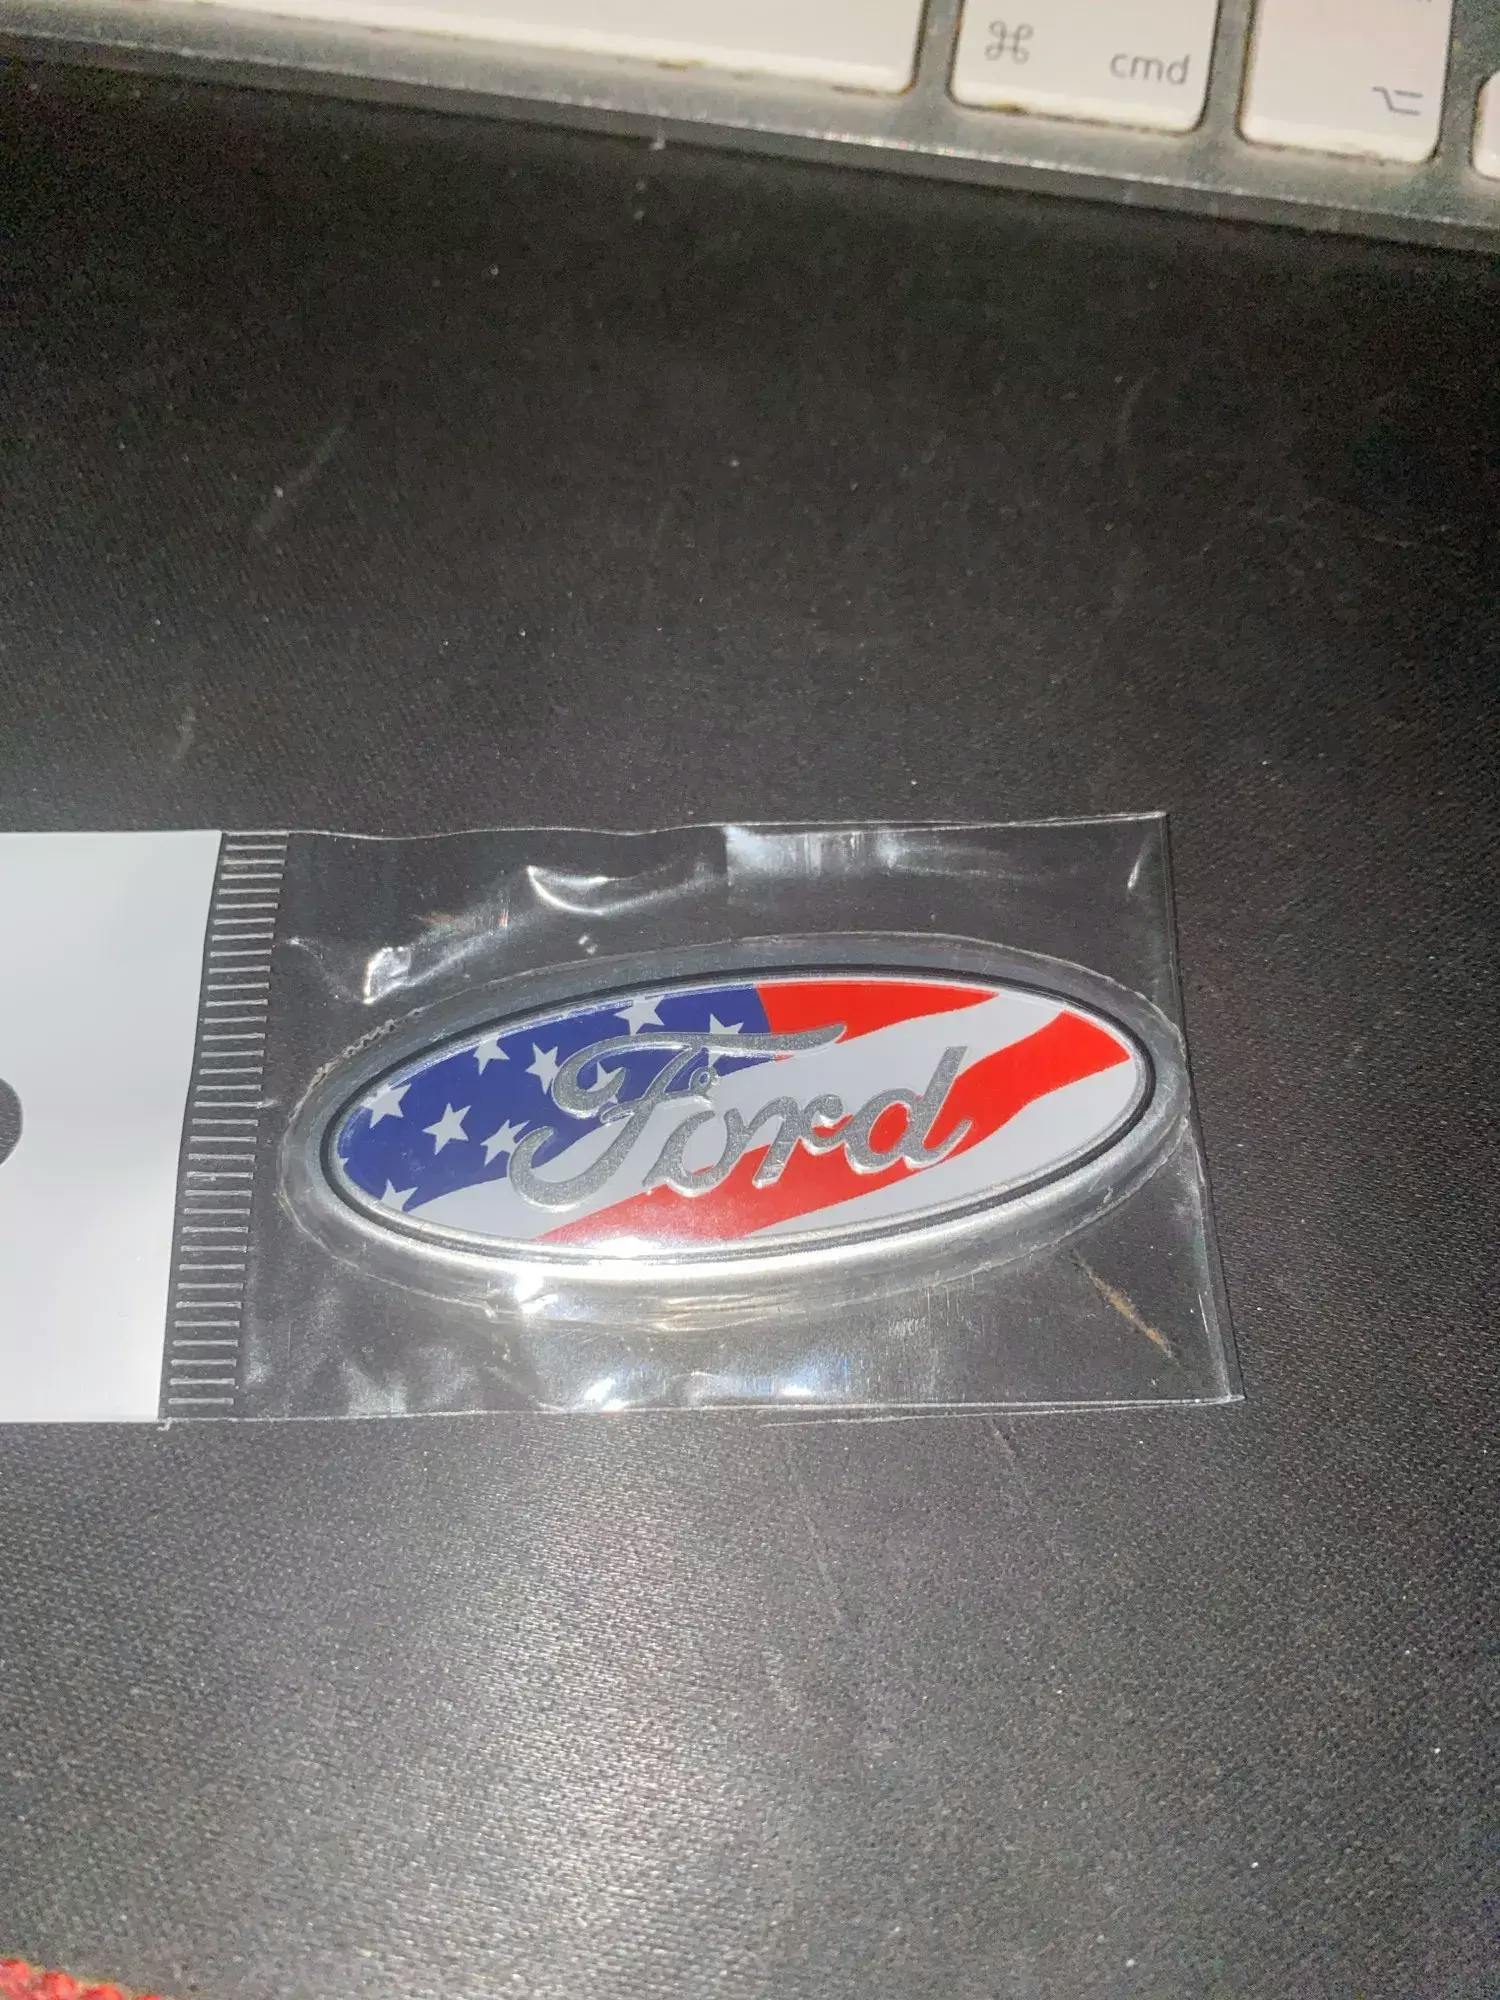 ⌘ cmd
⌥
Ford